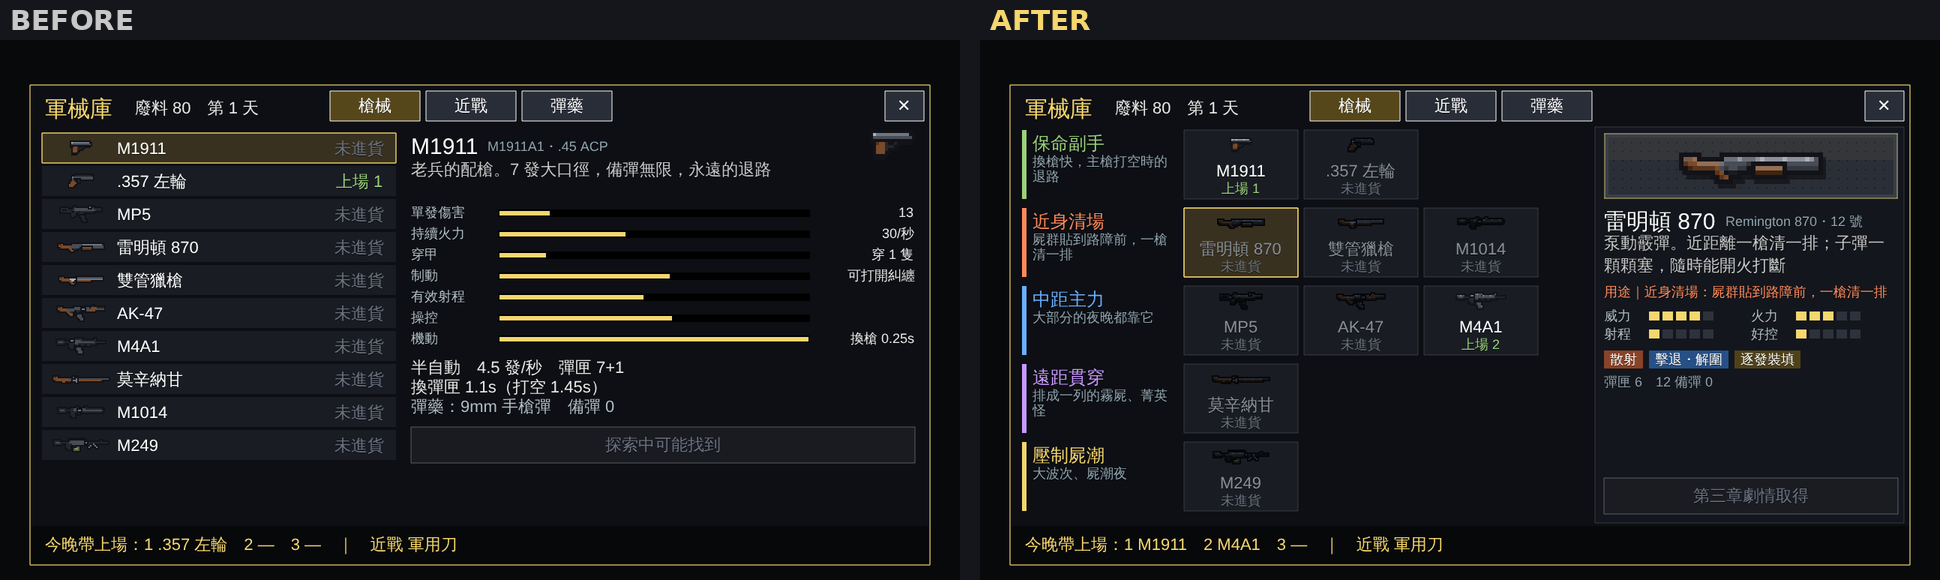 BEFORE
軍械庫 廢料 80 第 1 天 槍械 近戰 彈藥 ×
M1911 未進貨
.357 左輪 上場 1
MP5 未進貨
雷明頓 870 未進貨
雙管獵槍 未進貨
AK-47 未進貨
M4A1 未進貨
莫辛納甘 未進貨
M1014 未進貨
M249 未進貨
M1911 M1911A1・.45 ACP
老兵的配槍。7 發大口徑，備彈無限，永遠的退路
單發傷害 13
持續火力 30/秒
穿甲 穿 1 隻
制動 可打開糾纏
有效射程
操控
機動 換槍 0.25s
半自動 4.5 發/秒 彈匣 7+1
換彈匣 1.1s（打空 1.45s）
彈藥：9mm 手槍彈 備彈 0
探索中可能找到
今晚帶上場：1 .357 左輪 2 — 3 — ｜ 近戰 軍用刀
AFTER
軍械庫 廢料 80 第 1 天 槍械 近戰 彈藥 ×
保命副手
換槍快，主槍打空時的
退路
M1911
上場 1
.357 左輪
未進貨
近身清場
屍群貼到路障前，一槍
清一排
雷明頓 870
未進貨
雙管獵槍
未進貨
M1014
未進貨
中距主力
大部分的夜晚都靠它
MP5
未進貨
AK-47
未進貨
M4A1
上場 2
遠距貫穿
排成一列的霧屍、菁英
怪
莫辛納甘
未進貨
壓制屍潮
大波次、屍潮夜
M249
未進貨
雷明頓 870 Remington 870・12 號
泵動霰彈。近距離一槍清一排；子彈一
顆顆塞，隨時能開火打斷
用途｜近身清場：屍群貼到路障前，一槍清一排
威力 火力
射程 好控
散射 擊退・解圍 逐發裝填
彈匣 6 12 備彈 0
第三章劇情取得
今晚帶上場：1 M1911 2 M4A1 3 — ｜ 近戰 軍用刀